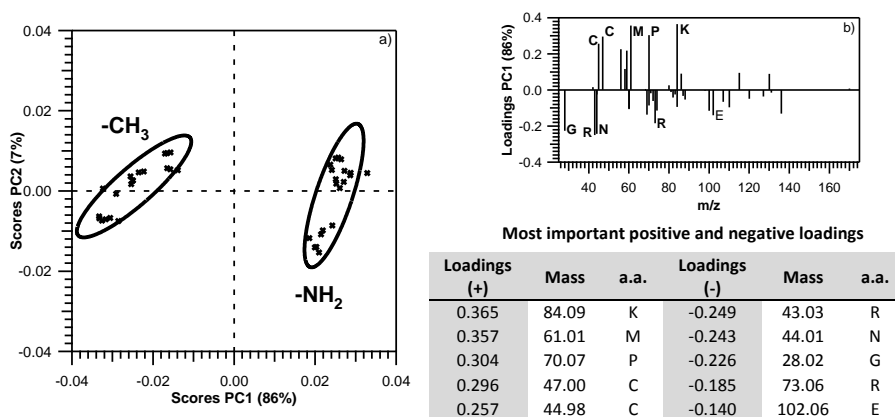 a)
0.04
0.02
0.00
-0.02
-0.04
Scores PC2 (7%)
-CH3
-NH2
-0.04 -0.02 0.00 0.02 0.04
Scores PC1 (86%)
b)
0.4
0.2
0.0
-0.2
-0.4
Loadings PC1 (86%)
C C M P K
G R N R E
40 60 80 100 120 140 160
m/z
Most important positive and negative loadings
Loadings (+) Mass a.a. Loadings (-) Mass a.a.
0.365 84.09 K -0.249 43.03 R
0.357 61.01 M -0.243 44.01 N
0.304 70.07 P -0.226 28.02 G
0.296 47.00 C -0.185 73.06 R
0.257 44.98 C -0.140 102.06 E